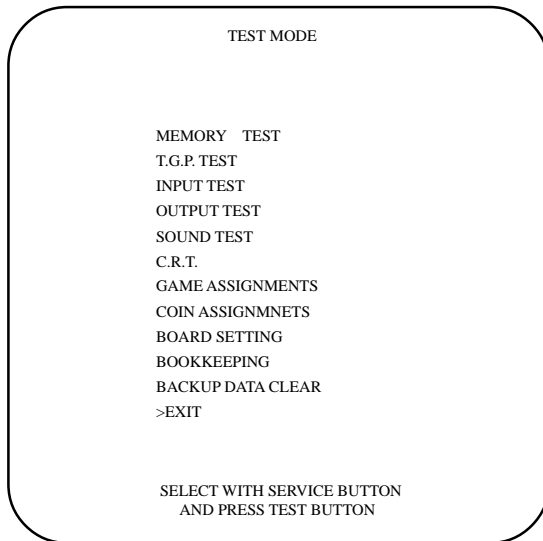 TEST MODE
MEMORY TEST
T.G.P. TEST
INPUT TEST
OUTPUT TEST
SOUND TEST
C.R.T.
GAME ASSIGNMENTS
COIN ASSIGNMNETS
BOARD SETTING
BOOKKEEPING
BACKUP DATA CLEAR
>EXIT
SELECT WITH SERVICE BUTTON
AND PRESS TEST BUTTON